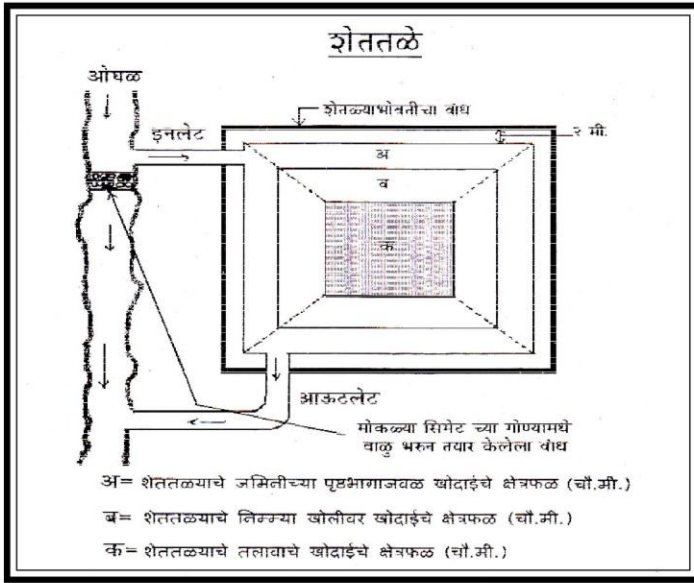 शेततळे
ओघळ
शेतळ्याभोवतीचा बांध
२ मी.
इनलेट
अ
ब
क
आऊटलेट
मोकळ्या सिमेट च्या गोण्यामधे
वाळु भरुन तयार केलेला बांध
अ= शेततळयाचे जमिनीच्या पृष्ठभागाजवळ खोदाईचे क्षेत्रफळ (चौ.मी.)
ब= शेततळयाचे निम्म्या खोलीवर खोदाईचे क्षेत्रफळ (चौ.मी.)
क= शेततळयाचे तलावाचे खोदाईचे क्षेत्रफळ (चौ.मी.)